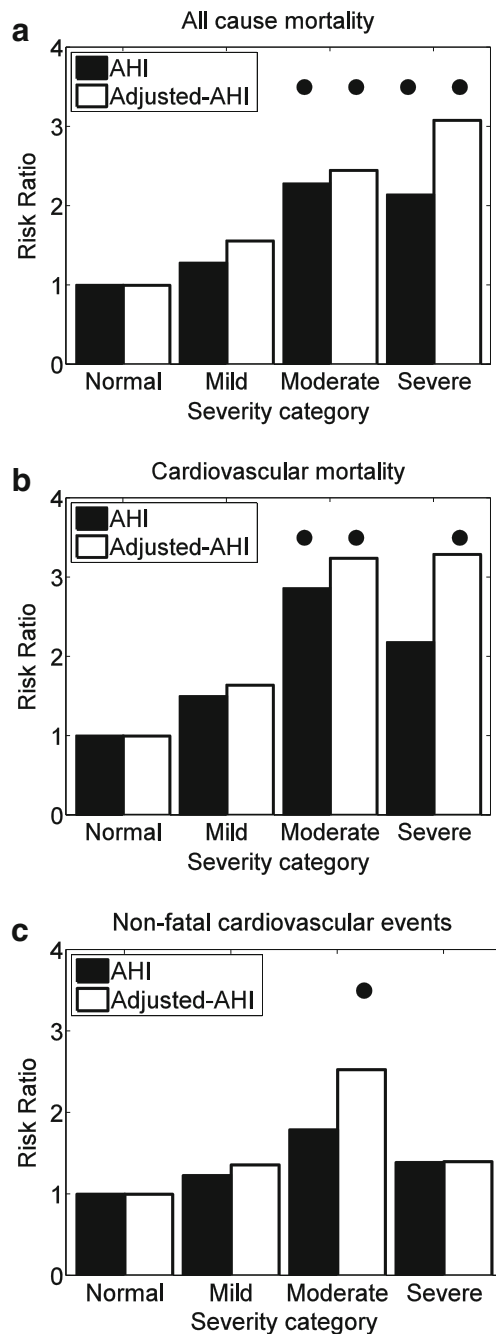 a
All cause mortality
4
3
2
1
0
Risk Ratio
AHI
Adjusted-AHI
Normal Mild Moderate Severe
Severity category
b
Cardiovascular mortality
4
3
2
1
0
Risk Ratio
AHI
Adjusted-AHI
Normal Mild Moderate Severe
Severity category
c
Non-fatal cardiovascular events
4
3
2
1
0
Risk Ratio
AHI
Adjusted-AHI
Normal Mild Moderate Severe
Severity category